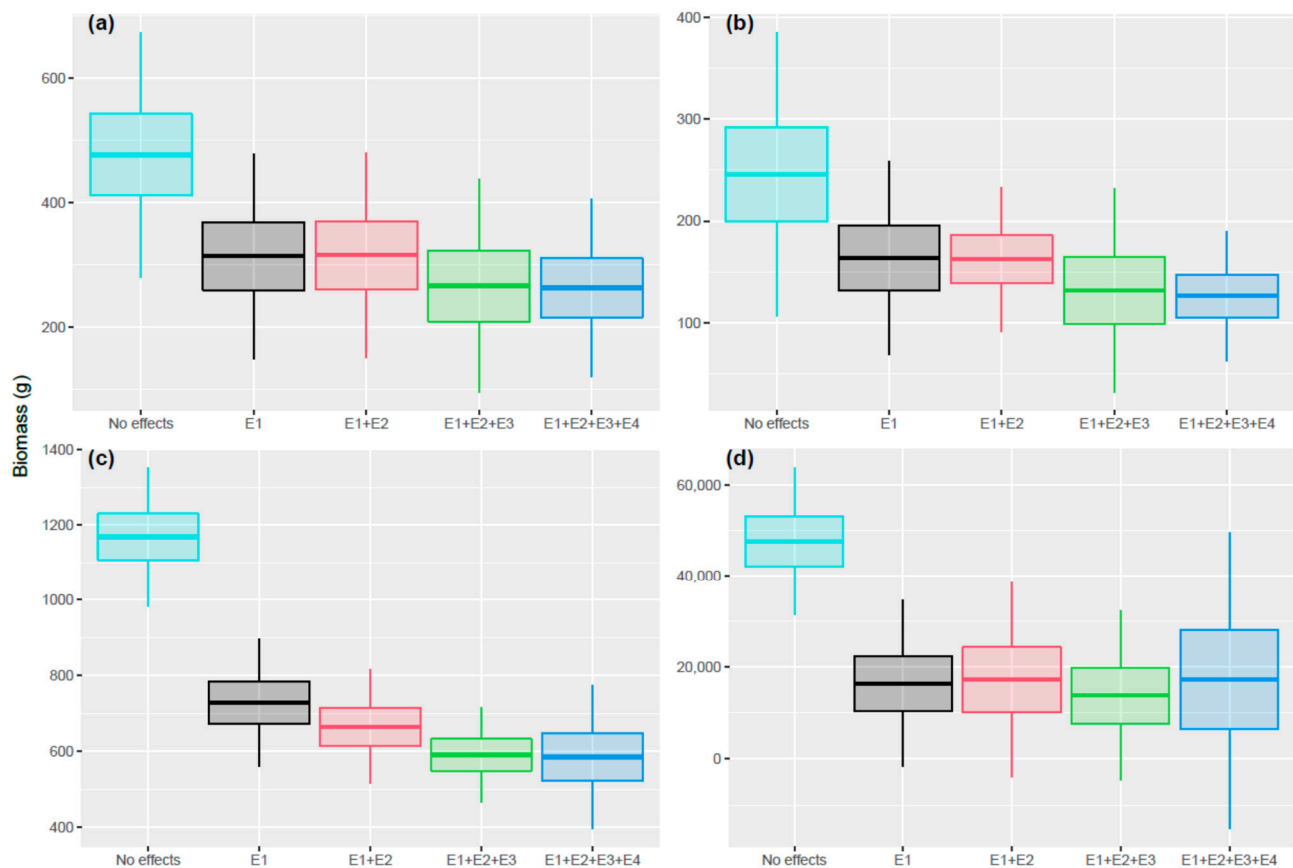 (a)
600
400
200
No effects E1 E1+E2 E1+E2+E3 E1+E2+E3+E4
(b)
400
300
200
100
No effects E1 E1+E2 E1+E2+E3 E1+E2+E3+E4
Biomass (g)
(c)
1400
1200
1000
800
600
400
No effects E1 E1+E2 E1+E2+E3 E1+E2+E3+E4
(d)
60,000
40,000
20,000
0
No effects E1 E1+E2 E1+E2+E3 E1+E2+E3+E4